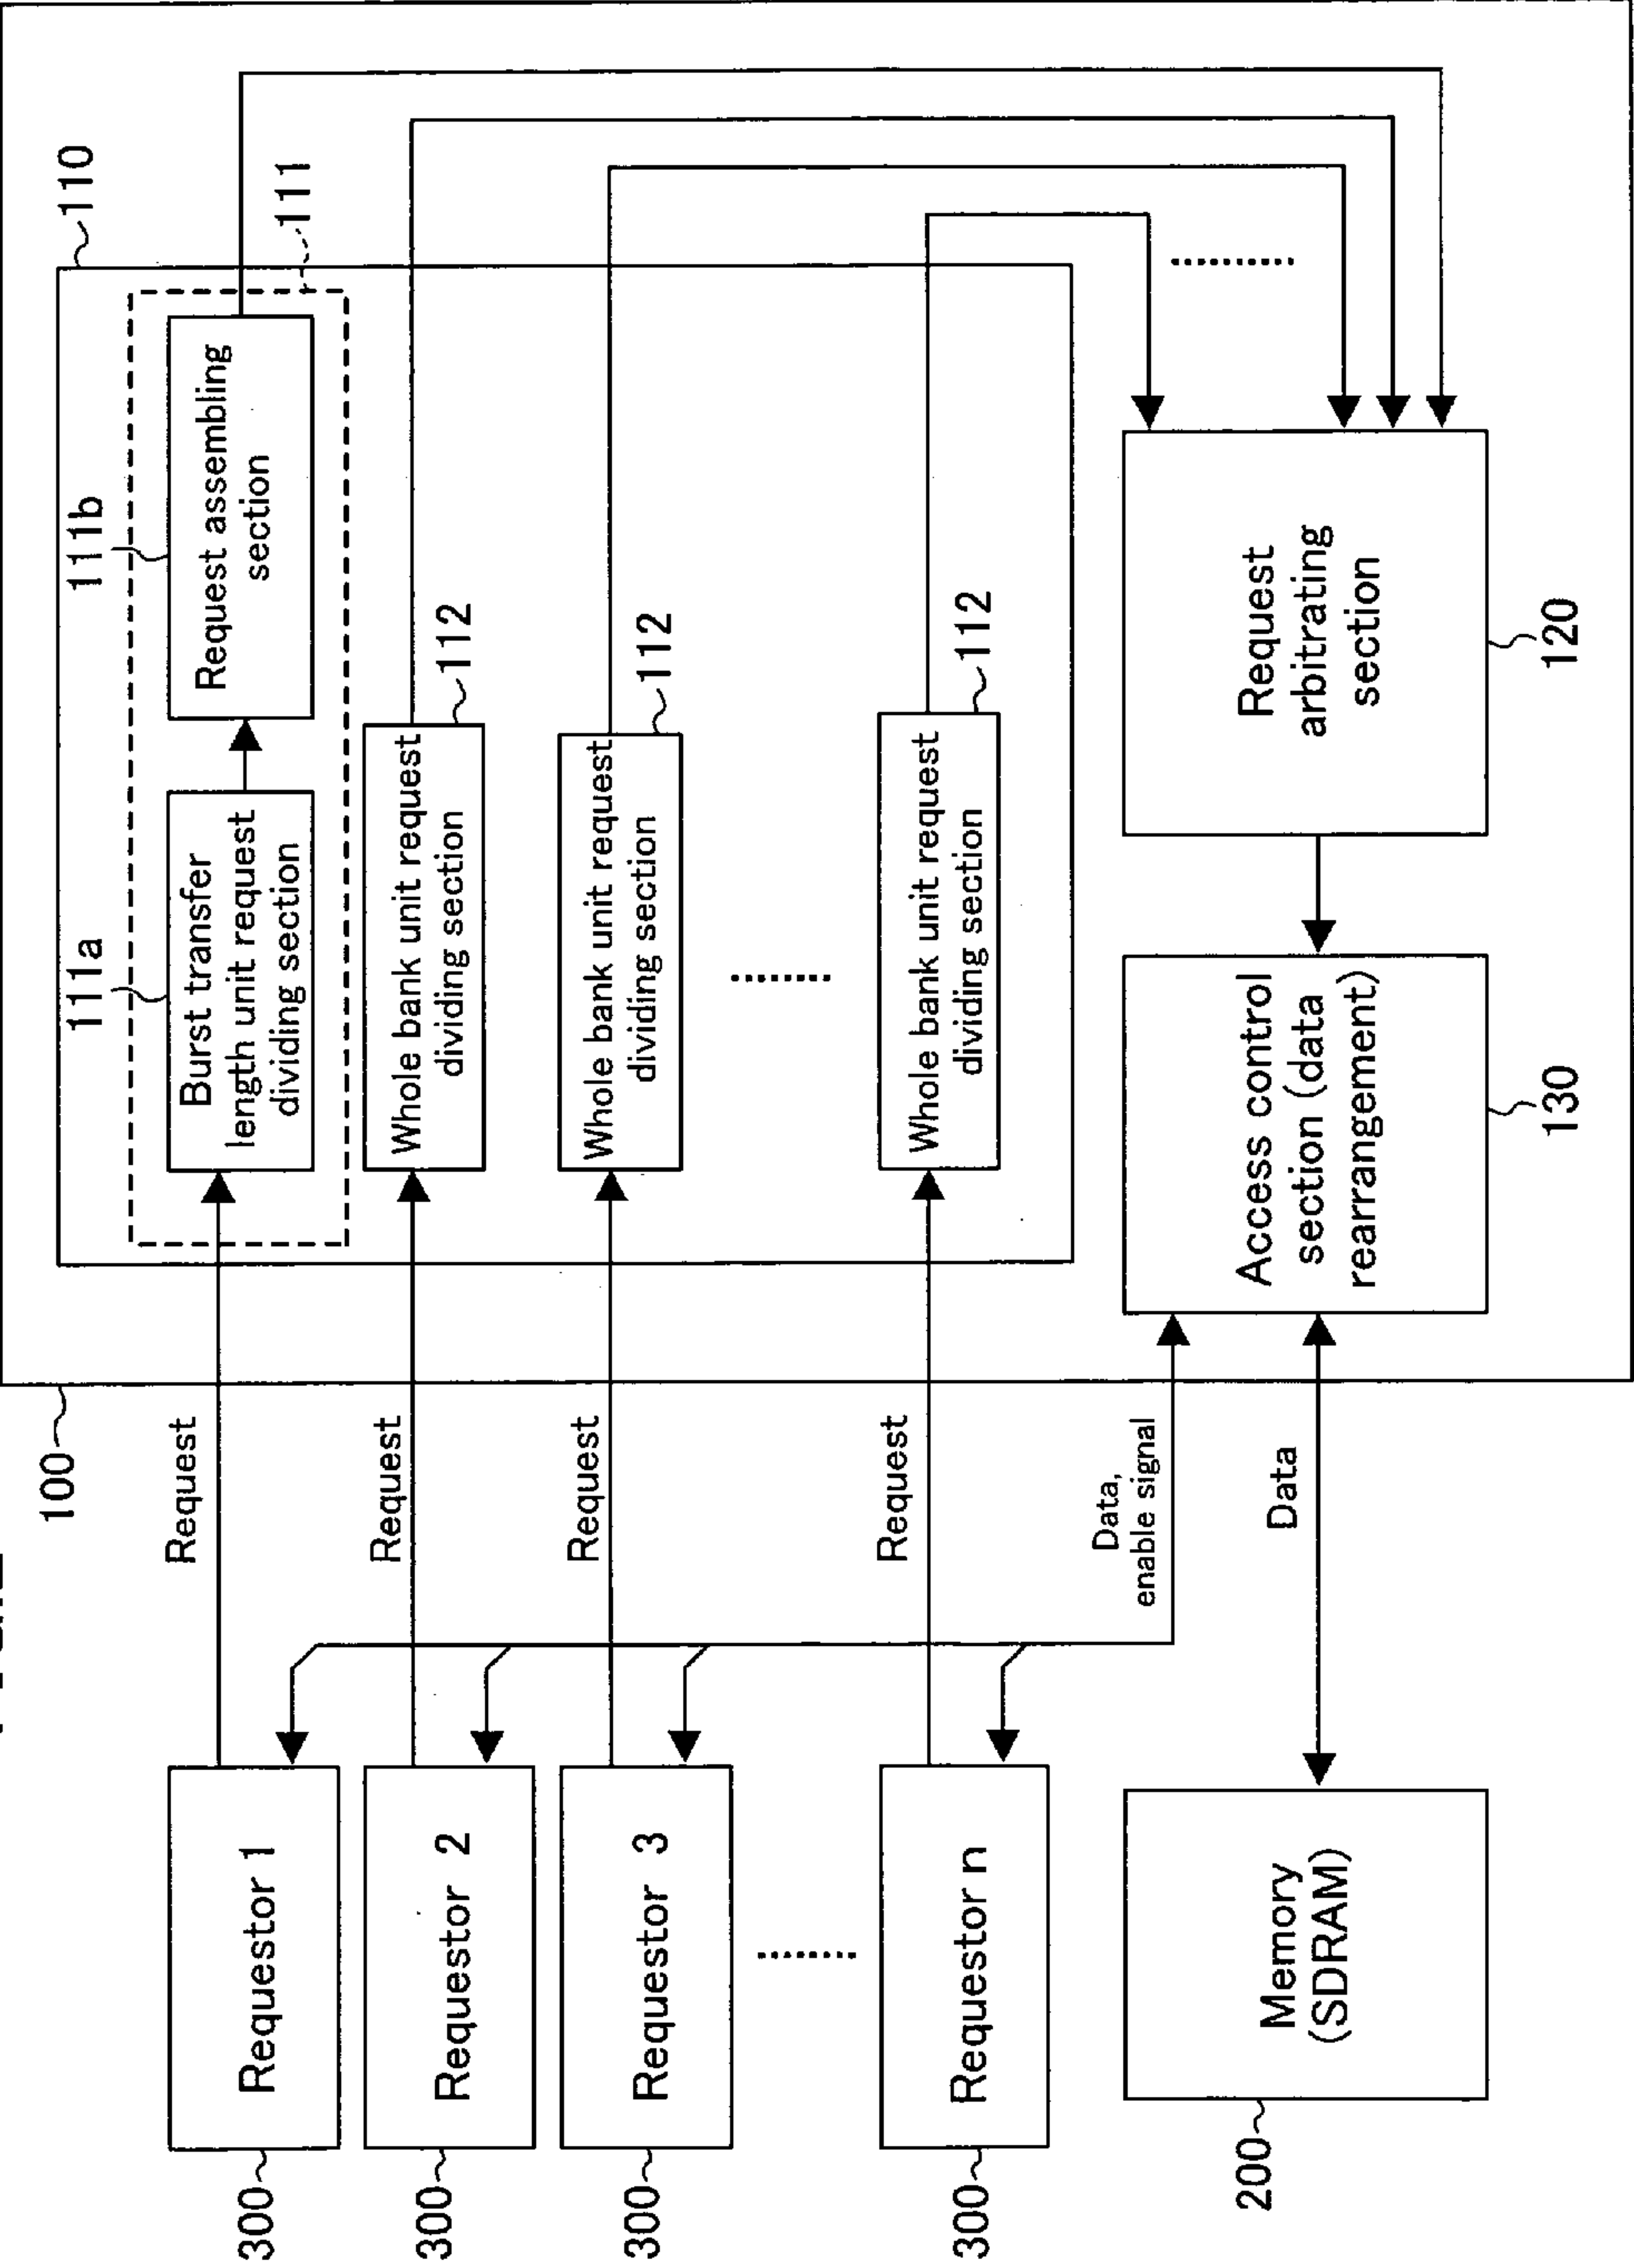 100
110
111
111a
111b
Burst transfer
length unit request
dividing section
Request assembling
section
300
Requestor 1
Request
Whole bank unit request
dividing section
112
300
Requestor 2
Request
Whole bank unit request
dividing section
112
300
Requestor 3
Request
Whole bank unit request
dividing section
112
300
Requestor n
Request
Data,
enable signal
200
Memory
(SDRAM)
Data
Access control
section (data
rearrangement)
130
Request
arbitrating
section
120